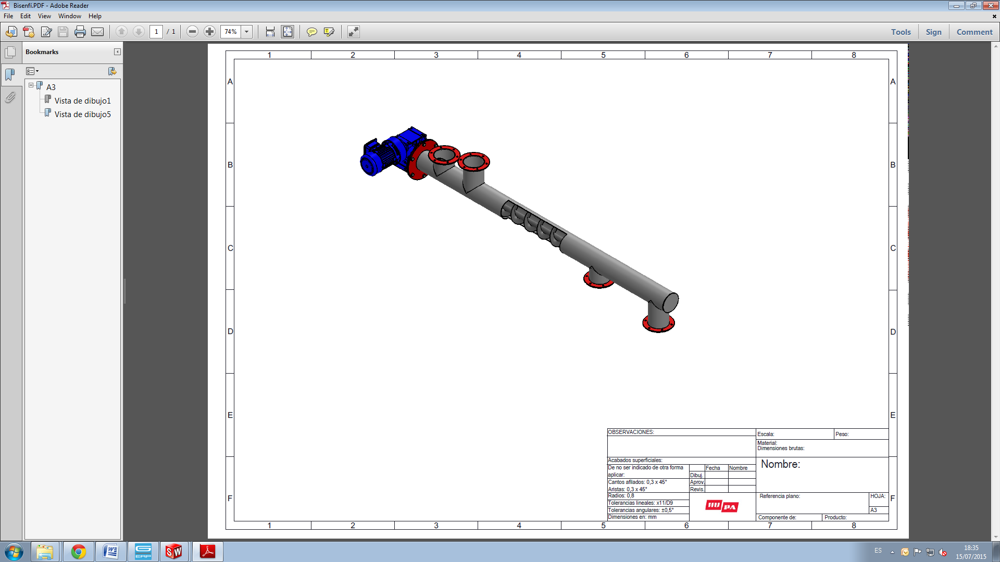 Bisenfí.PDF - Adobe Reader
File Edit View Window Help
1 / 1 74% Tools Sign Comment
Bookmarks
A3
Vista de dibujo1
Vista de dibujo5
1 2 3 4 5 6 7 8
A A
B B
C C
D D
E E
F F
OBSERVACIONES:
Escala: Peso:
Material:
Dimensiones brutas:
Acabados superficiales:
De no ser indicado de otra forma
aplicar:
Cantos afilados: 0,3 x 45°
Aristas: 0,3 x 45°
Radios: 0,8
Tolerancias lineales: x11/D9
Tolerancias angulares: ±0,5°
Dimensiones en: mm
Fecha Nombre
Dibuj.
Aprov.
Revis.
HUPA
Nombre:
Referencia plano: HOJA:
A3
Componente de: Producto:
1 2 3 4 5 6 7 8
W G ERP SW
ES 18:35
15/07/2015